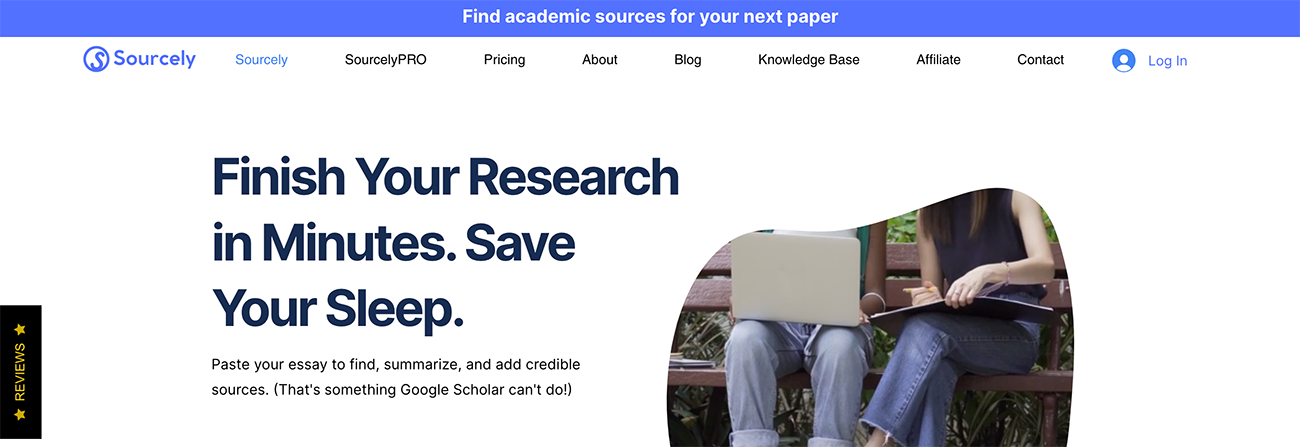 Find academic sources for your next paper
Sourcely
Sourcely SourcelyPRO Pricing About Blog Knowledge Base Affiliate Contact Log In
Finish Your Research
in Minutes. Save
Your Sleep.
Paste your essay to find, summarize, and add credible
sources. (That's something Google Scholar can't do!)
★ REVIEWS ★